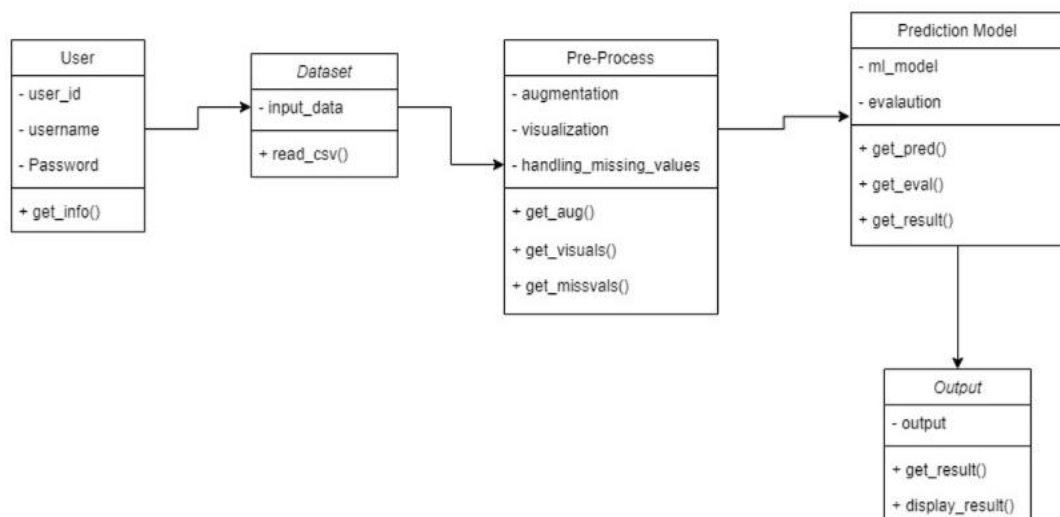 User
- user_id
- username
- Password
+ get_info()
Dataset
- input_data
+ read_csv()
Pre-Process
- augmentation
- visualization
- handling_missing_values
+ get_aug()
+ get_visuals()
+ get_missvals()
Prediction Model
- ml_model
- evalaution
+ get_pred()
+ get_eval()
+ get_result()
Output
- output
+ get_result()
+ display_result()